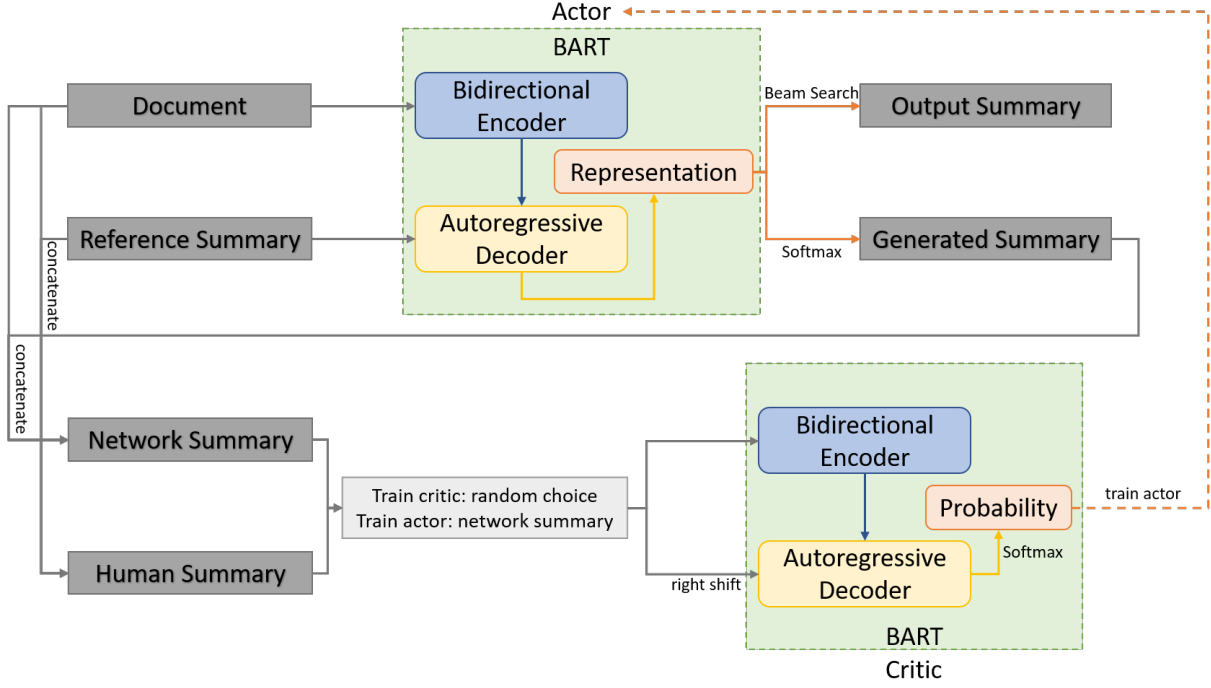 Actor
BART
Document
Bidirectional
Encoder
Beam Search
Output Summary
Representation
Reference Summary
Autoregressive
Decoder
Softmax
Generated Summary
concatenate
concatenate
Network Summary
Human Summary
Train critic: random choice
Train actor: network summary
Bidirectional
Encoder
Probability
train actor
Autoregressive
Decoder
Softmax
right shift
BART
Critic